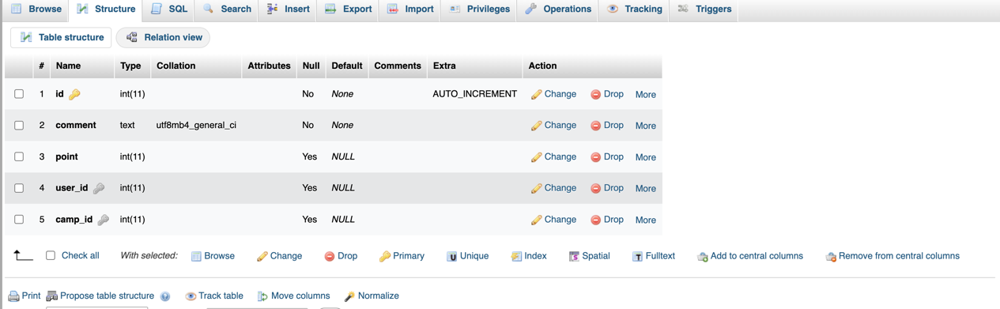 Browse Structure SQL Search Insert Export Import Privileges Operations Tracking Triggers
Table structure Relation view
# Name Type Collation Attributes Null Default Comments Extra Action
1 id int(11) No None AUTO_INCREMENT Change Drop More
2 comment text utf8mb4_general_ci No None Change Drop More
3 point int(11) Yes NULL Change Drop More
4 user_id int(11) Yes NULL Change Drop More
5 camp_id int(11) Yes NULL Change Drop More
Check all With selected: Browse Change Drop Primary Unique Index Spatial Fulltext Add to central columns Remove from central columns
Print Propose table structure Track table Move columns Normalize